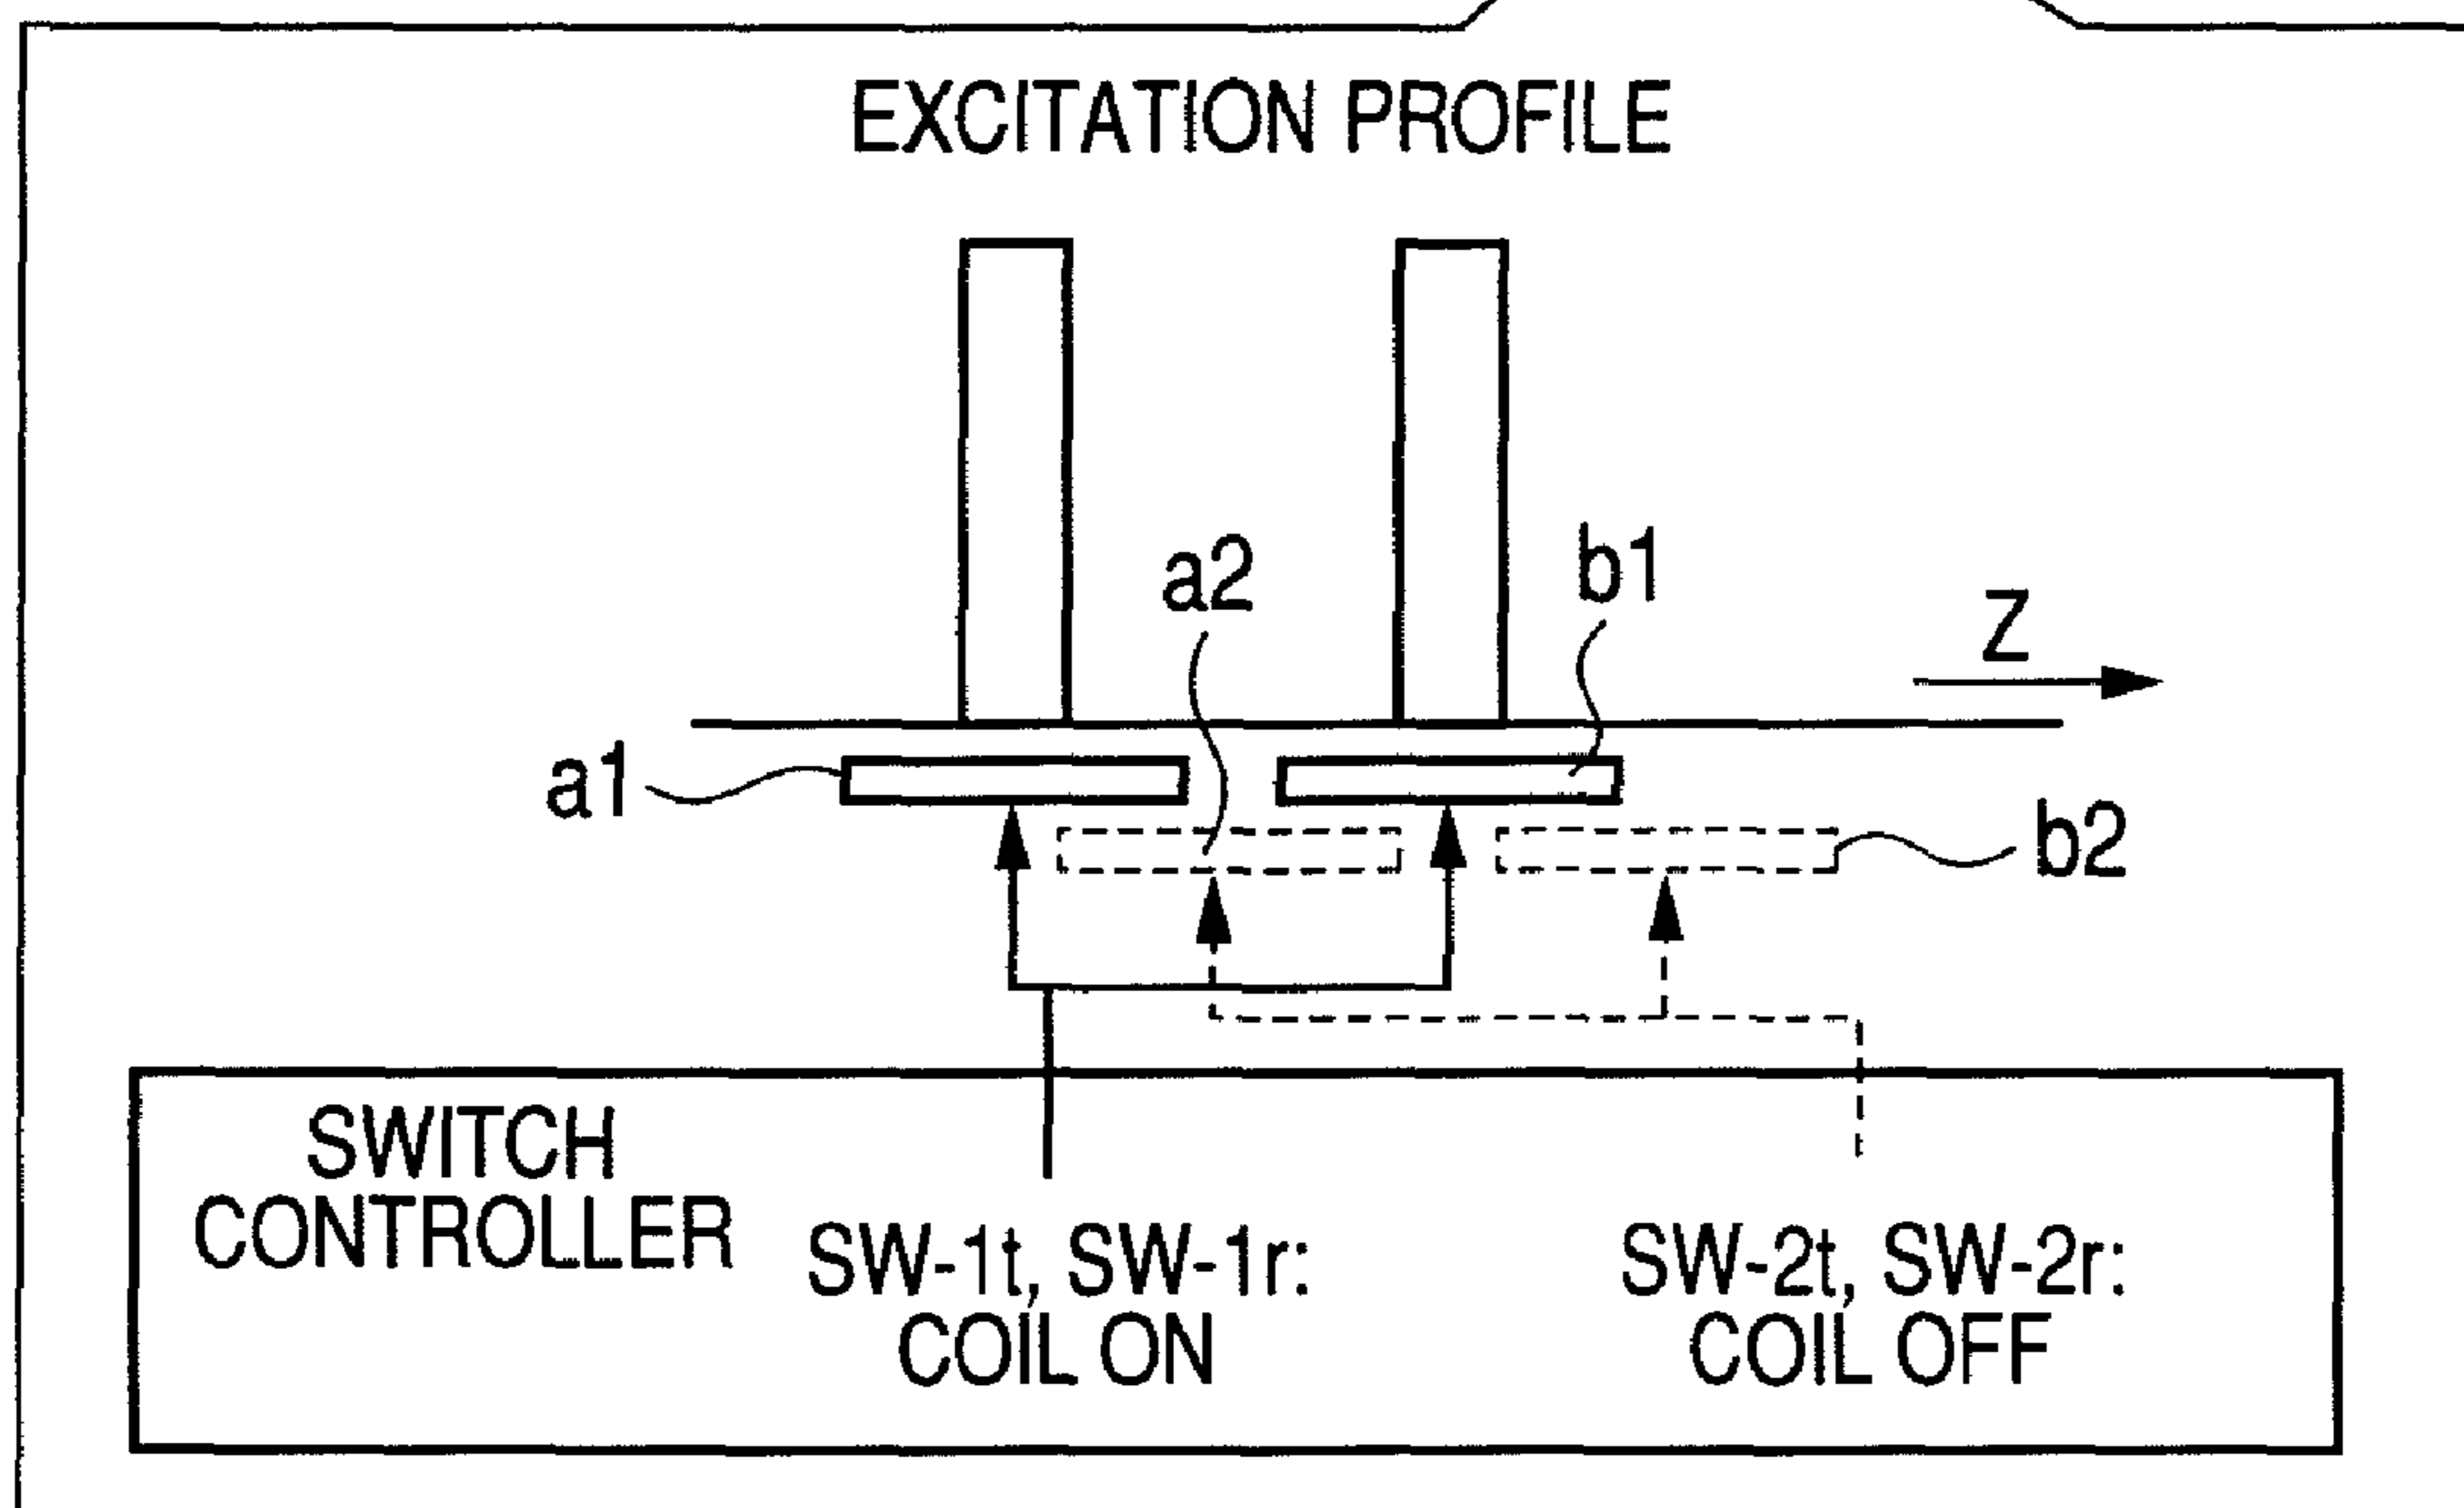 EXCITATION PROFILE
a2
b1
Z
a1
b2
SWITCH
CONTROLLER
SW-1t, SW-1r:
COIL ON
SW-2t, SW-2r:
COIL OFF